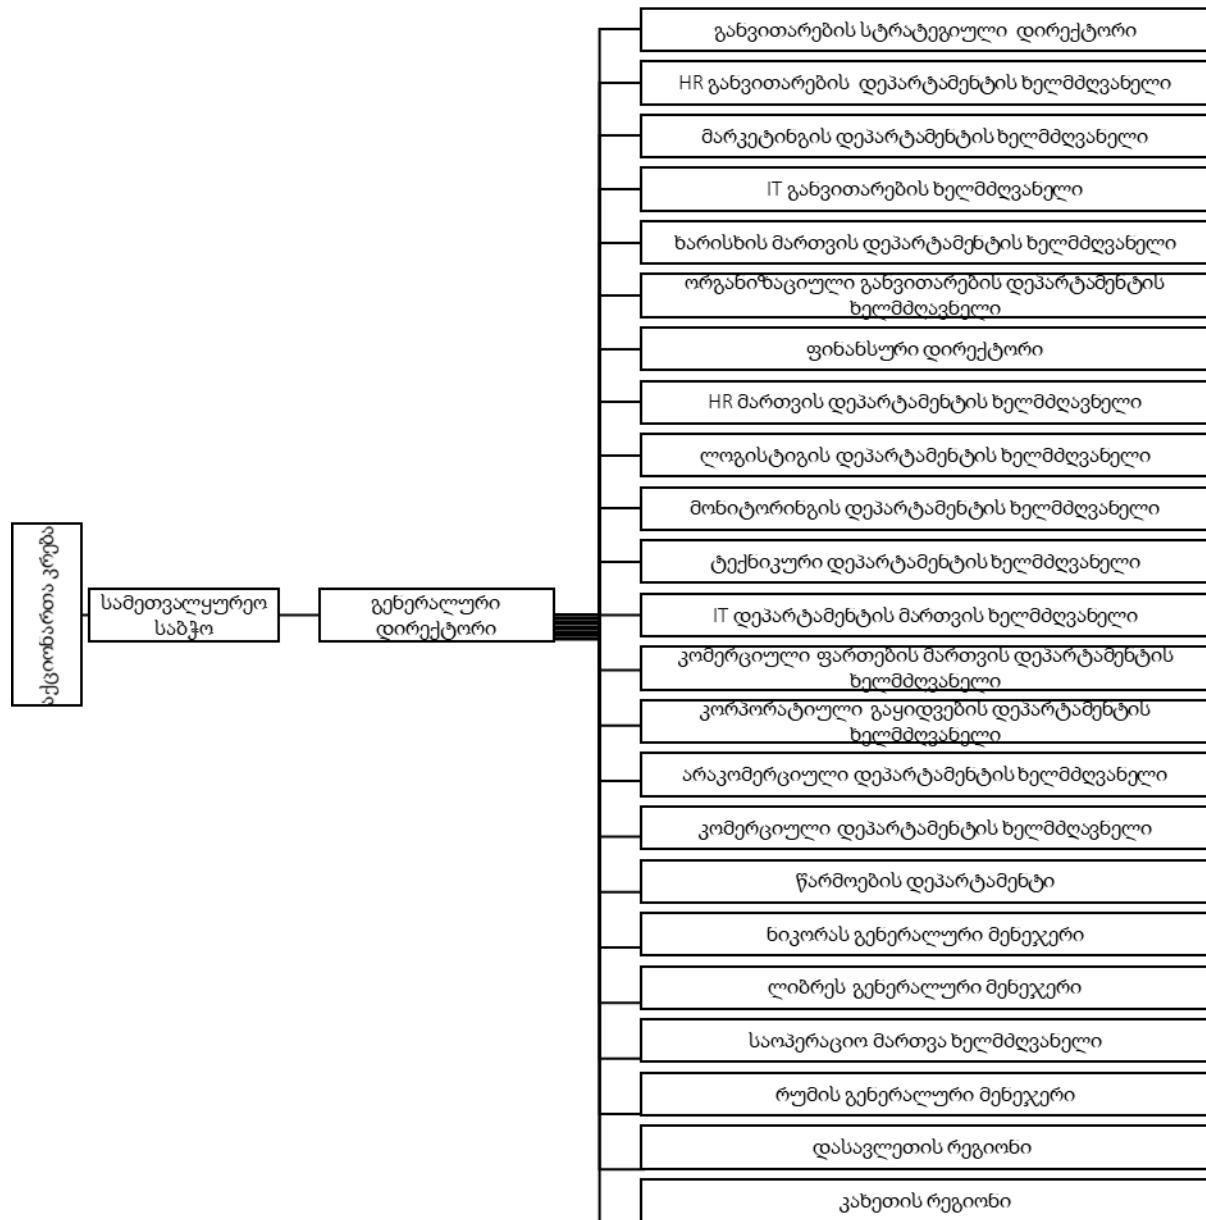 აქციონართა კრება
სამეთვალყურეო
საბჭო
გენერალური
დირექტორი
განვითარების სტრატეგიული დირექტორი
HR განვითარების დეპარტამენტის ხელმძღვანელი
მარკეტინგის დეპარტამენტის ხელმძღვანელი
IT განვითარების ხელმძღვანელი
ხარისხის მართვის დეპარტამენტის ხელმძღვანელი
ორგანიზაციული განვითარების დეპარტამენტის
ხელმძღავნელი
ფინანსური დირექტორი
HR მართვის დეპარტამენტის ხელმძღავნელი
ლოგისტიგის დეპარტამენტის ხელმძღვანელი
მონიტორინგის დეპარტამენტის ხელმძღვანელი
ტექნიკური დეპარტამენტის ხელმძღვანელი
IT დეპარტამენტის მართვის ხელმძღვანელი
კომერციული ფართების მართვის დეპარტამენტის
ხელმძღვანელი
კორპორატიული გაყიდვების დეპარტამენტის
ხელმძღვანელი
არაკომერციული დეპარტამენტის ხელმძღვანელი
კომერციული დეპარტამენტის ხელმძღავნელი
წარმოების დეპარტამენტი
ნიკორას გენერალური მენეჯერი
ლიბრეს გენერალური მენეჯერი
საოპერაციო მართვა ხელმძღვანელი
რუმის გენერალური მენეჯერი
დასავლეთის რეგიონი
კახეთის რეგიონი